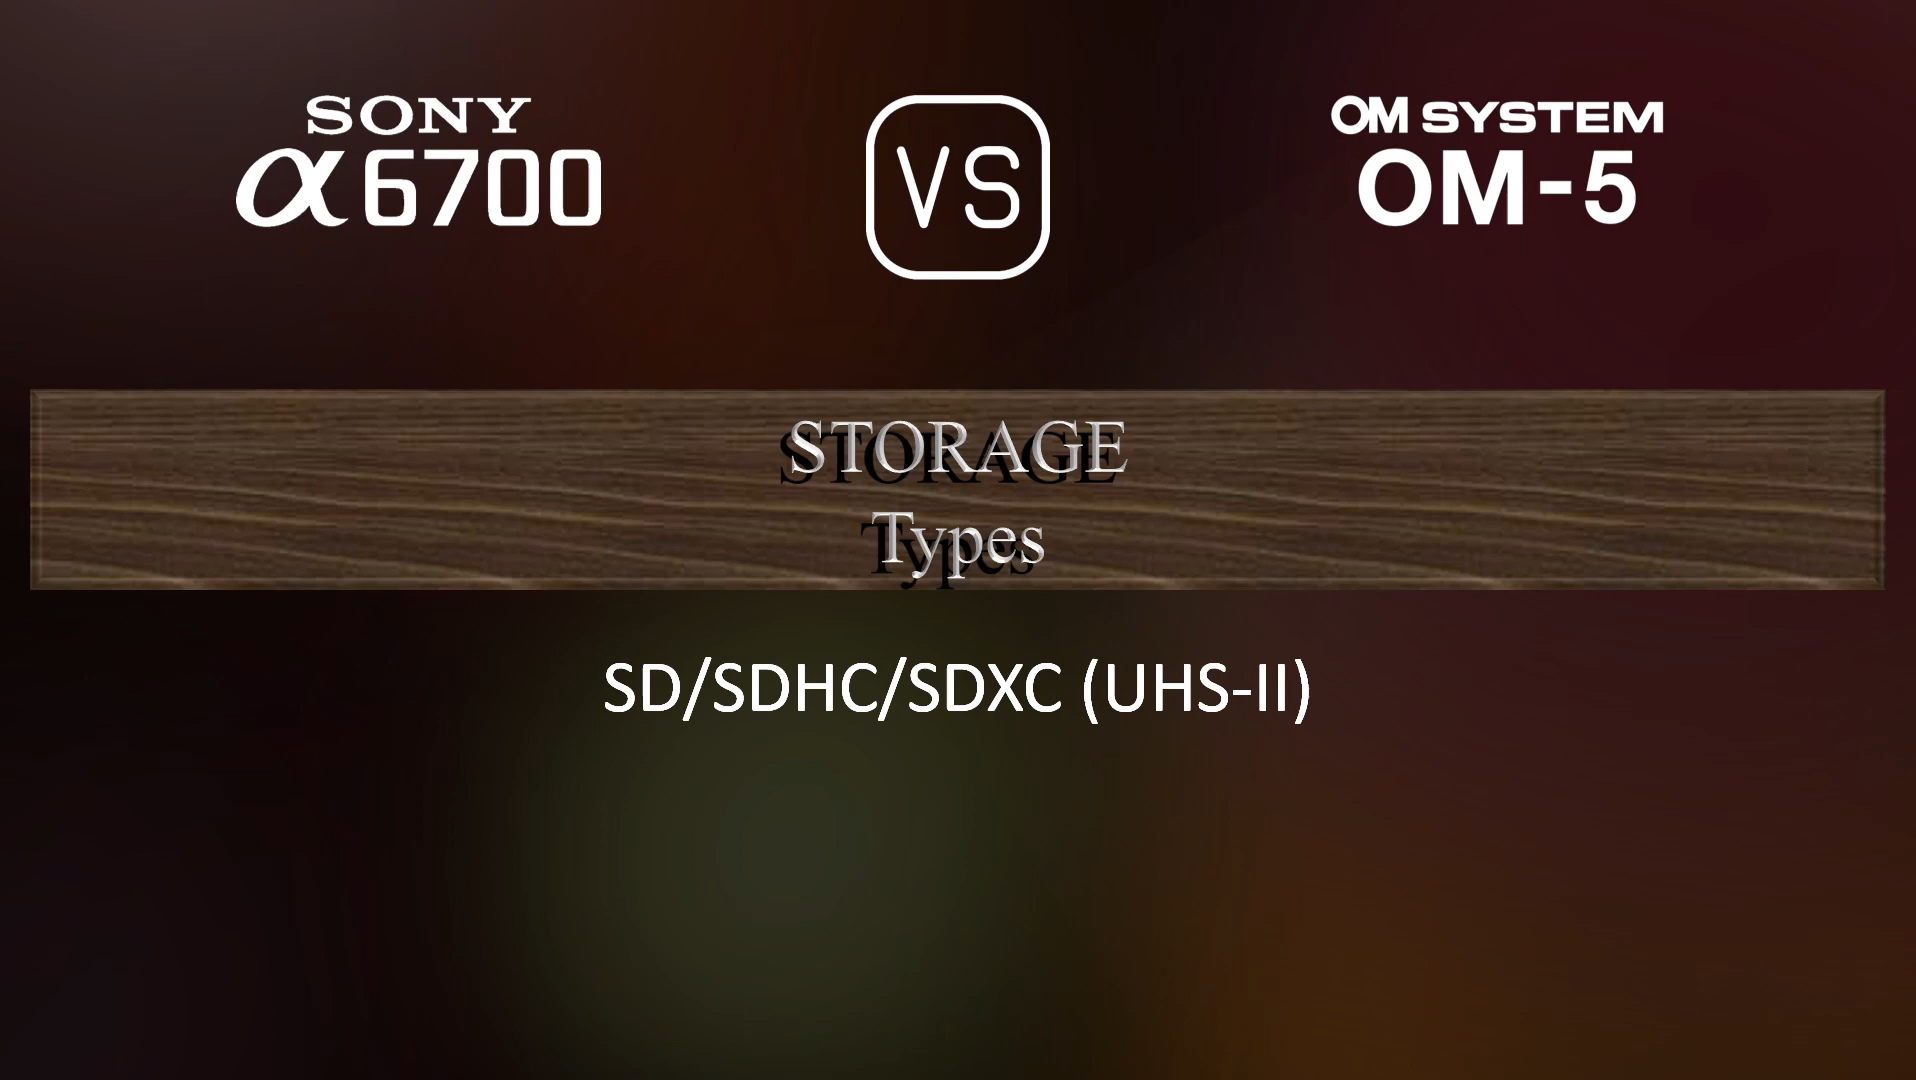 SONY
α6700
VS
OM SYSTEM
OM-5
STORAGE
Types
SD/SDHC/SDXC (UHS-II)